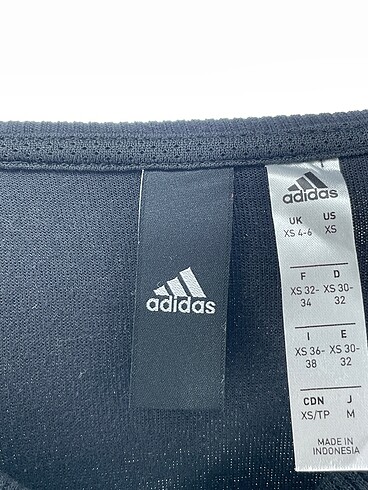 adidas
adidas
UK US
XS 4-6 XS
F D
XS 32-34 XS 30-32
I E
XS 36-38 XS 30-32
CDN J
XS/TP M
MADE IN
INDONESIA